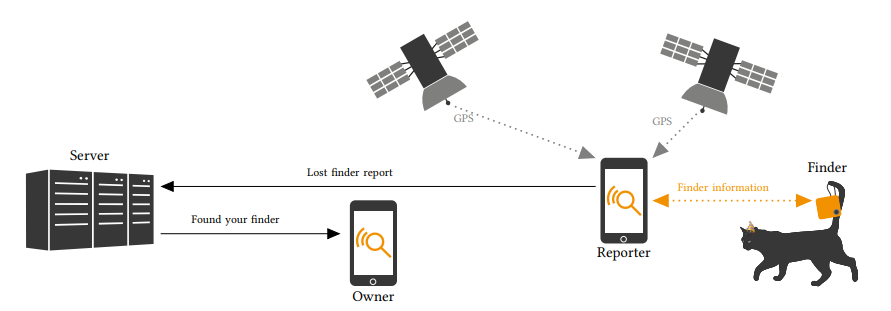 GPS
GPS
Server
Lost finder report
Finder
Finder information
Found your finder
Reporter
Owner